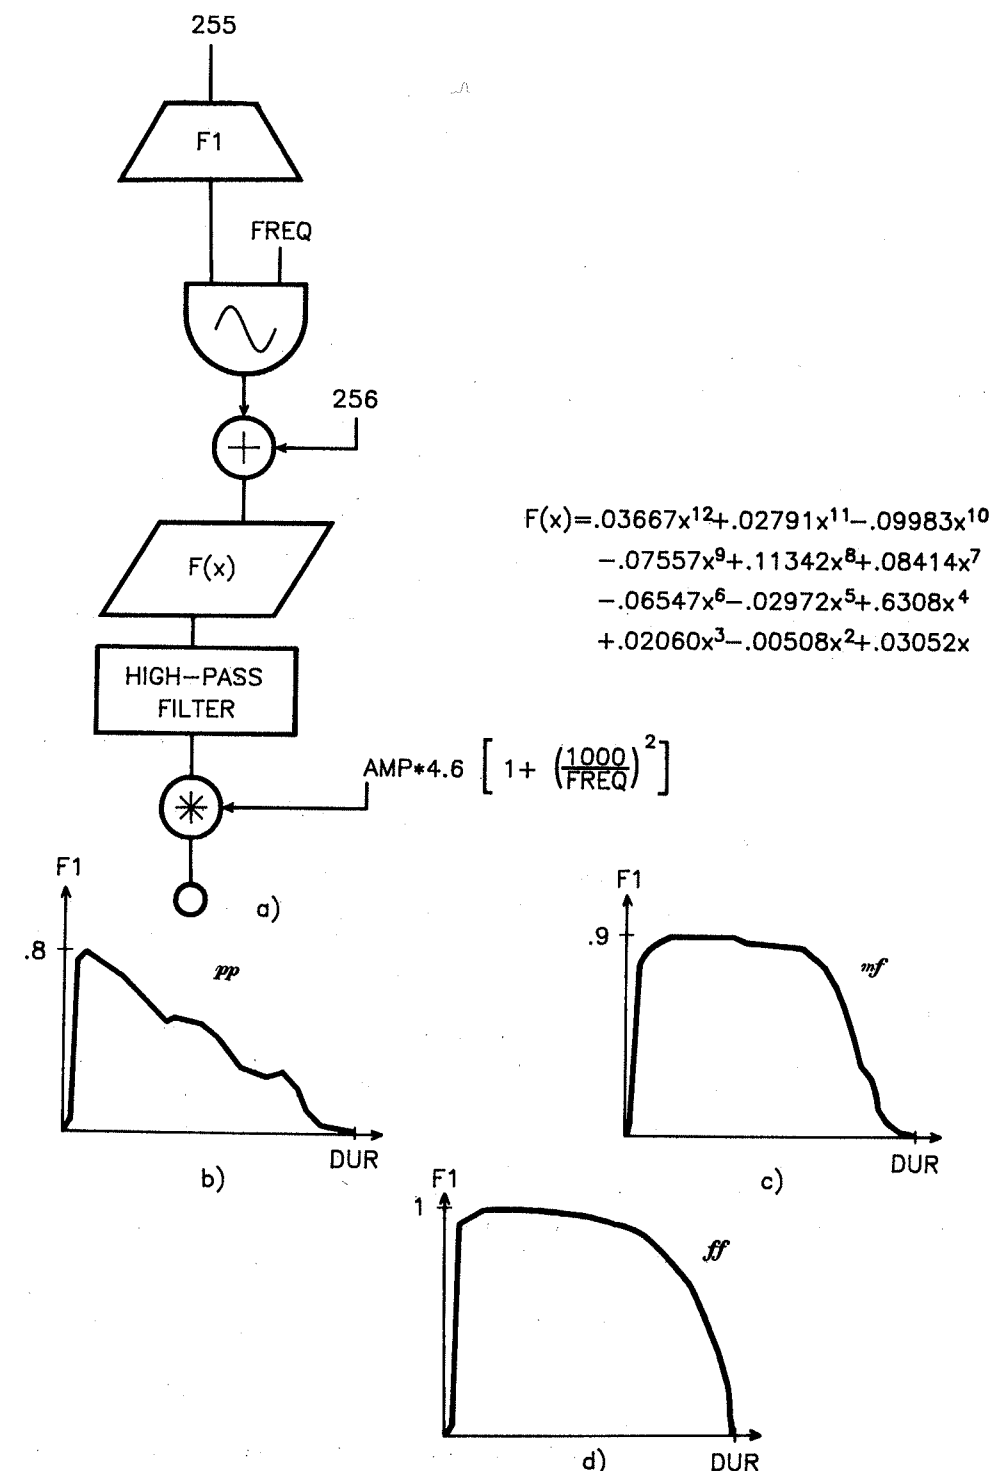 255
F1
FREQ
256
F(x)
F(x)=.03667x¹²+.02791x¹¹−.09983x¹⁰
−.07557x⁹+.11342x⁸+.08414x⁷
−.06547x⁶−.02972x⁵+.6308x⁴
+.02060x³−.00508x²+.03052x
HIGH−PASS
FILTER
AMP*4.6 [1+ (1000/FREQ)²]
a)
F1
.8
pp
DUR
b)
F1
.9
mf
DUR
c)
F1
1
ff
DUR
d)